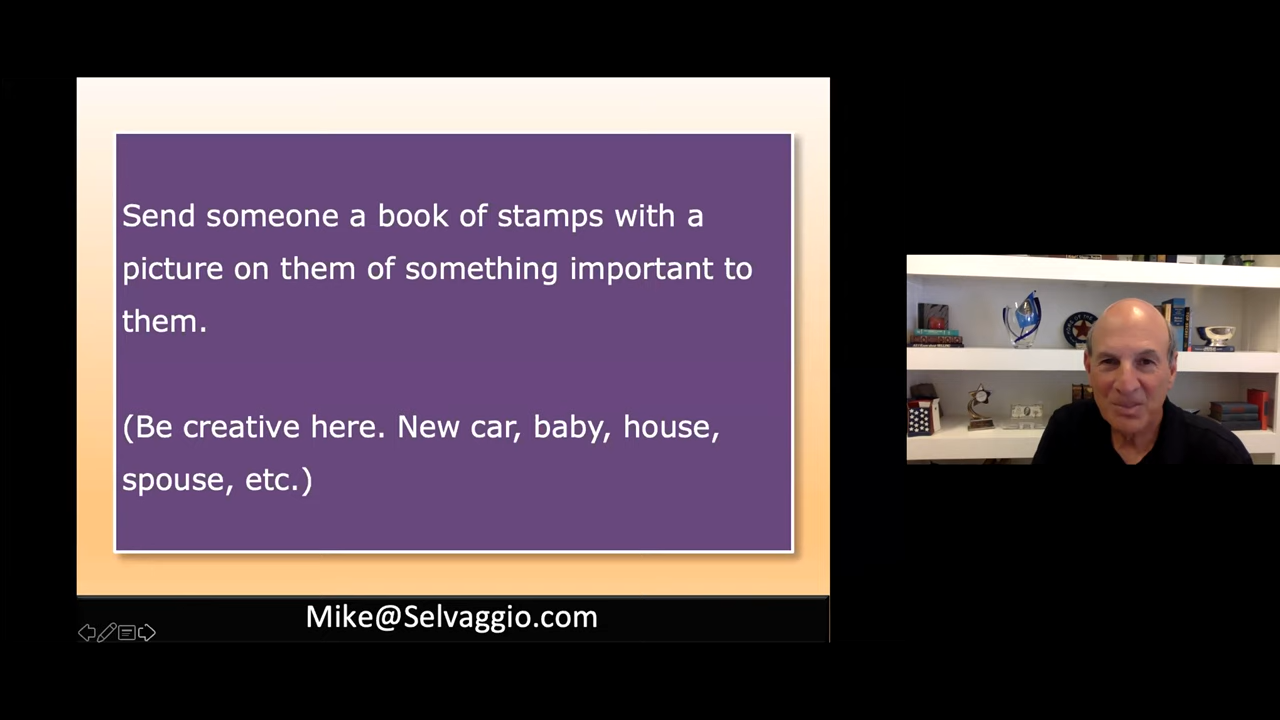 Send someone a book of stamps with a
picture on them of something important to
them.
(Be creative here. New car, baby, house,
spouse, etc.)
Mike@Selvaggio.com